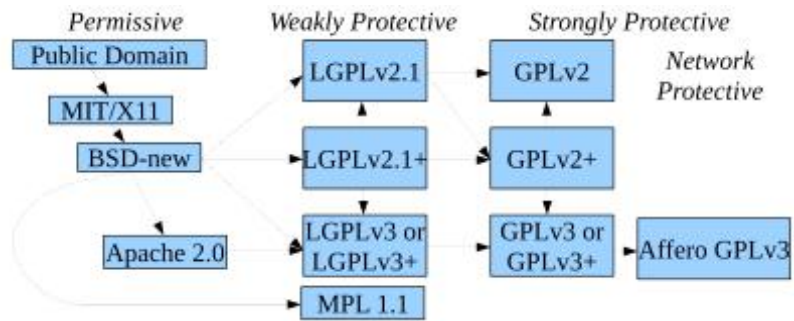 Permissive
Weakly Protective
Strongly Protective
Network
Protective
Public Domain
MIT/X11
BSD-new
Apache 2.0
LGPLv2.1
LGPLv2.1+
LGPLv3 or
LGPLv3+
MPL 1.1
GPLv2
GPLv2+
GPLv3 or
GPLv3+
Affero GPLv3